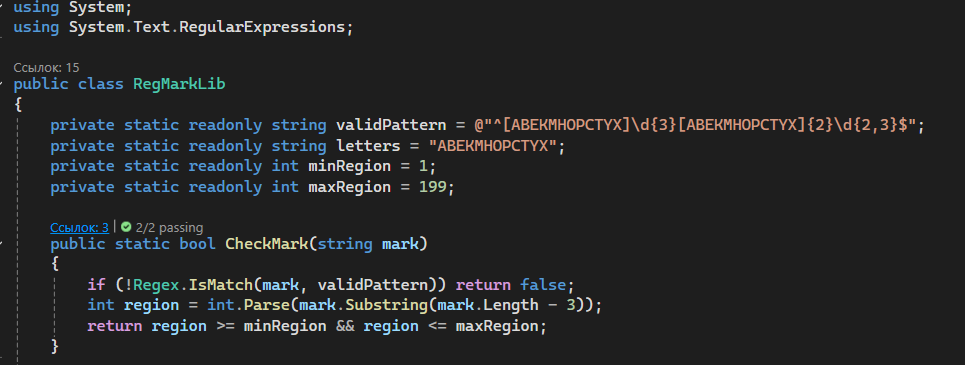 using System;
using System.Text.RegularExpressions;
Ссылок: 15
public class RegMarkLib
{
private static readonly string validPattern = @"^[ABEKMHOPCTYX]\d{3}[ABEKMHOPCTYX]{2}\d{2,3}$";
private static readonly string letters = "ABEKMHOPCTYX";
private static readonly int minRegion = 1;
private static readonly int maxRegion = 199;
Ссылок: 3 | 2/2 passing
public static bool CheckMark(string mark)
{
if (!Regex.IsMatch(mark, validPattern)) return false;
int region = int.Parse(mark.Substring(mark.Length - 3));
return region >= minRegion && region <= maxRegion;
}